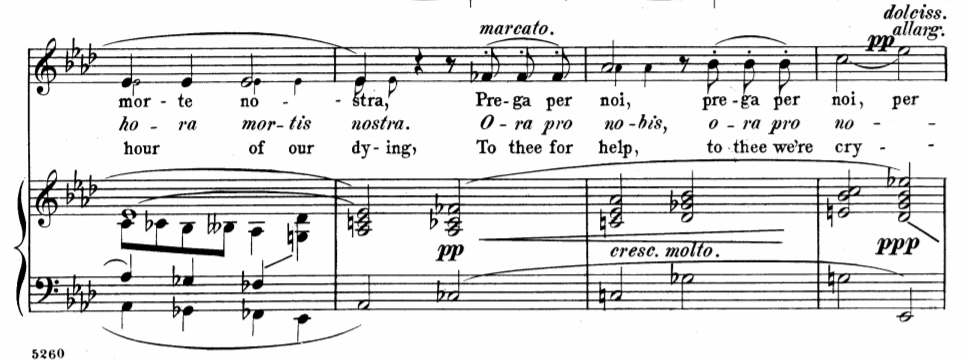 dolciss.
marcato. allarg.
pp
mor - te no - - stra, Pre - ga per noi, pre - ga per noi, per
ho - ra mor - tis nostra. O - ra pro no - bis, o - ra pro no - - -
hour of our dy - ing, To thee for help, to thee we're cry - - -
pp cresc. molto. ppp
5260